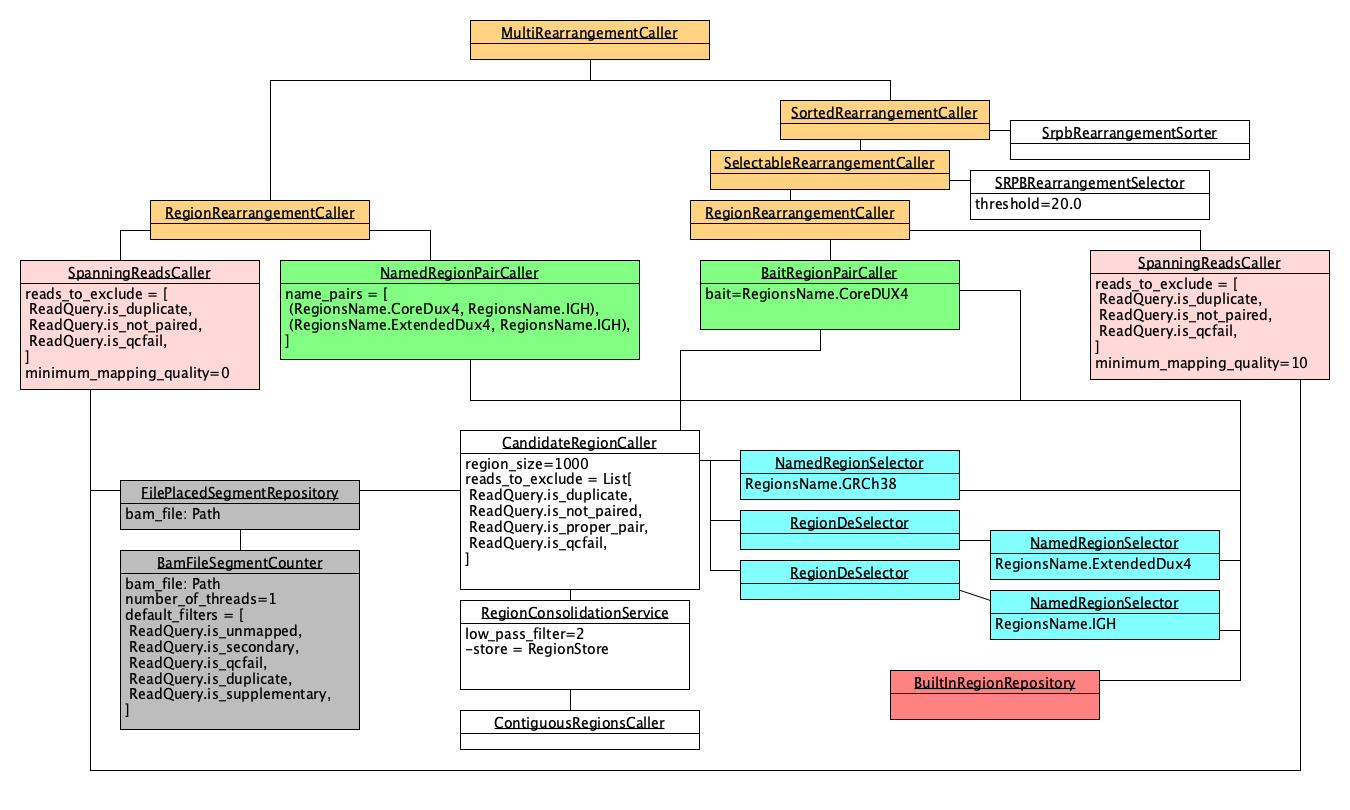 MultiRearrangementCaller
SortedRearrangementCaller
SrpbRearrangementSorter
SelectableRearrangementCaller
SRPBRearrangementSelector
threshold=20.0
RegionRearrangementCaller
RegionRearrangementCaller
SpanningReadsCaller
reads_to_exclude = [
ReadQuery.is_duplicate,
ReadQuery.is_not_paired,
ReadQuery.is_qcfail,
]
minimum_mapping_quality=0
NamedRegionPairCaller
name_pairs = [
(RegionsName.CoreDux4, RegionsName.IGH),
(RegionsName.ExtendedDux4, RegionsName.IGH),
]
BaitRegionPairCaller
bait=RegionsName.CoreDUX4
SpanningReadsCaller
reads_to_exclude = [
ReadQuery.is_duplicate,
ReadQuery.is_not_paired,
ReadQuery.is_qcfail,
]
minimum_mapping_quality=10
CandidateRegionCaller
region_size=1000
reads_to_exclude = List[
ReadQuery.is_duplicate,
ReadQuery.is_not_paired,
ReadQuery.is_proper_pair,
ReadQuery.is_qcfail,
]
NamedRegionSelector
RegionsName.GRCh38
FilePlacedSegmentRepository
bam_file: Path
RegionDeSelector
NamedRegionSelector
RegionsName.ExtendedDux4
BamFileSegmentCounter
bam_file: Path
number_of_threads=1
default_filters = [
ReadQuery.is_unmapped,
ReadQuery.is_secondary,
ReadQuery.is_qcfail,
ReadQuery.is_duplicate,
ReadQuery.is_supplementary,
]
RegionDeSelector
NamedRegionSelector
RegionsName.IGH
RegionConsolidationService
low_pass_filter=2
-store = RegionStore
BuiltInRegionRepository
ContiguousRegionsCaller